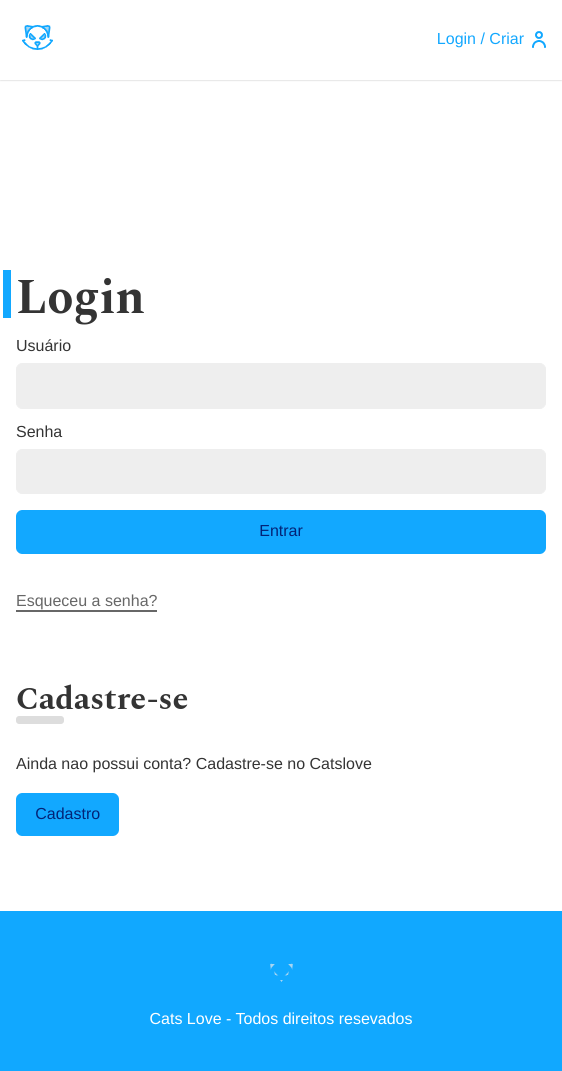 Login / Criar
Login
Usuário
Senha
Entrar
Esqueceu a senha?
Cadastre-se
Ainda nao possui conta? Cadastre-se no Catslove
Cadastro
Cats Love - Todos direitos resevados